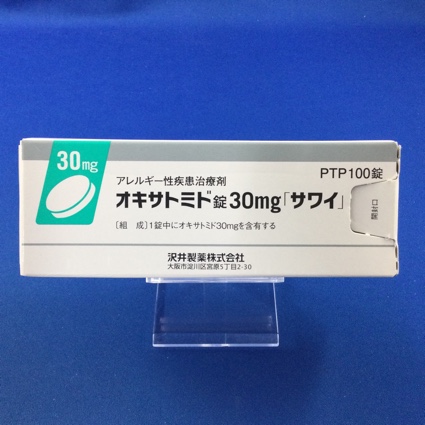 30mg
アレルギー性疾患治療剤
PTP100錠
オキサトミド錠30mg「サワイ」
［組　成］1錠中にオキサトミド30mgを含有する
開封口
沢井製薬株式会社
大阪市淀川区宮原5丁目2-30